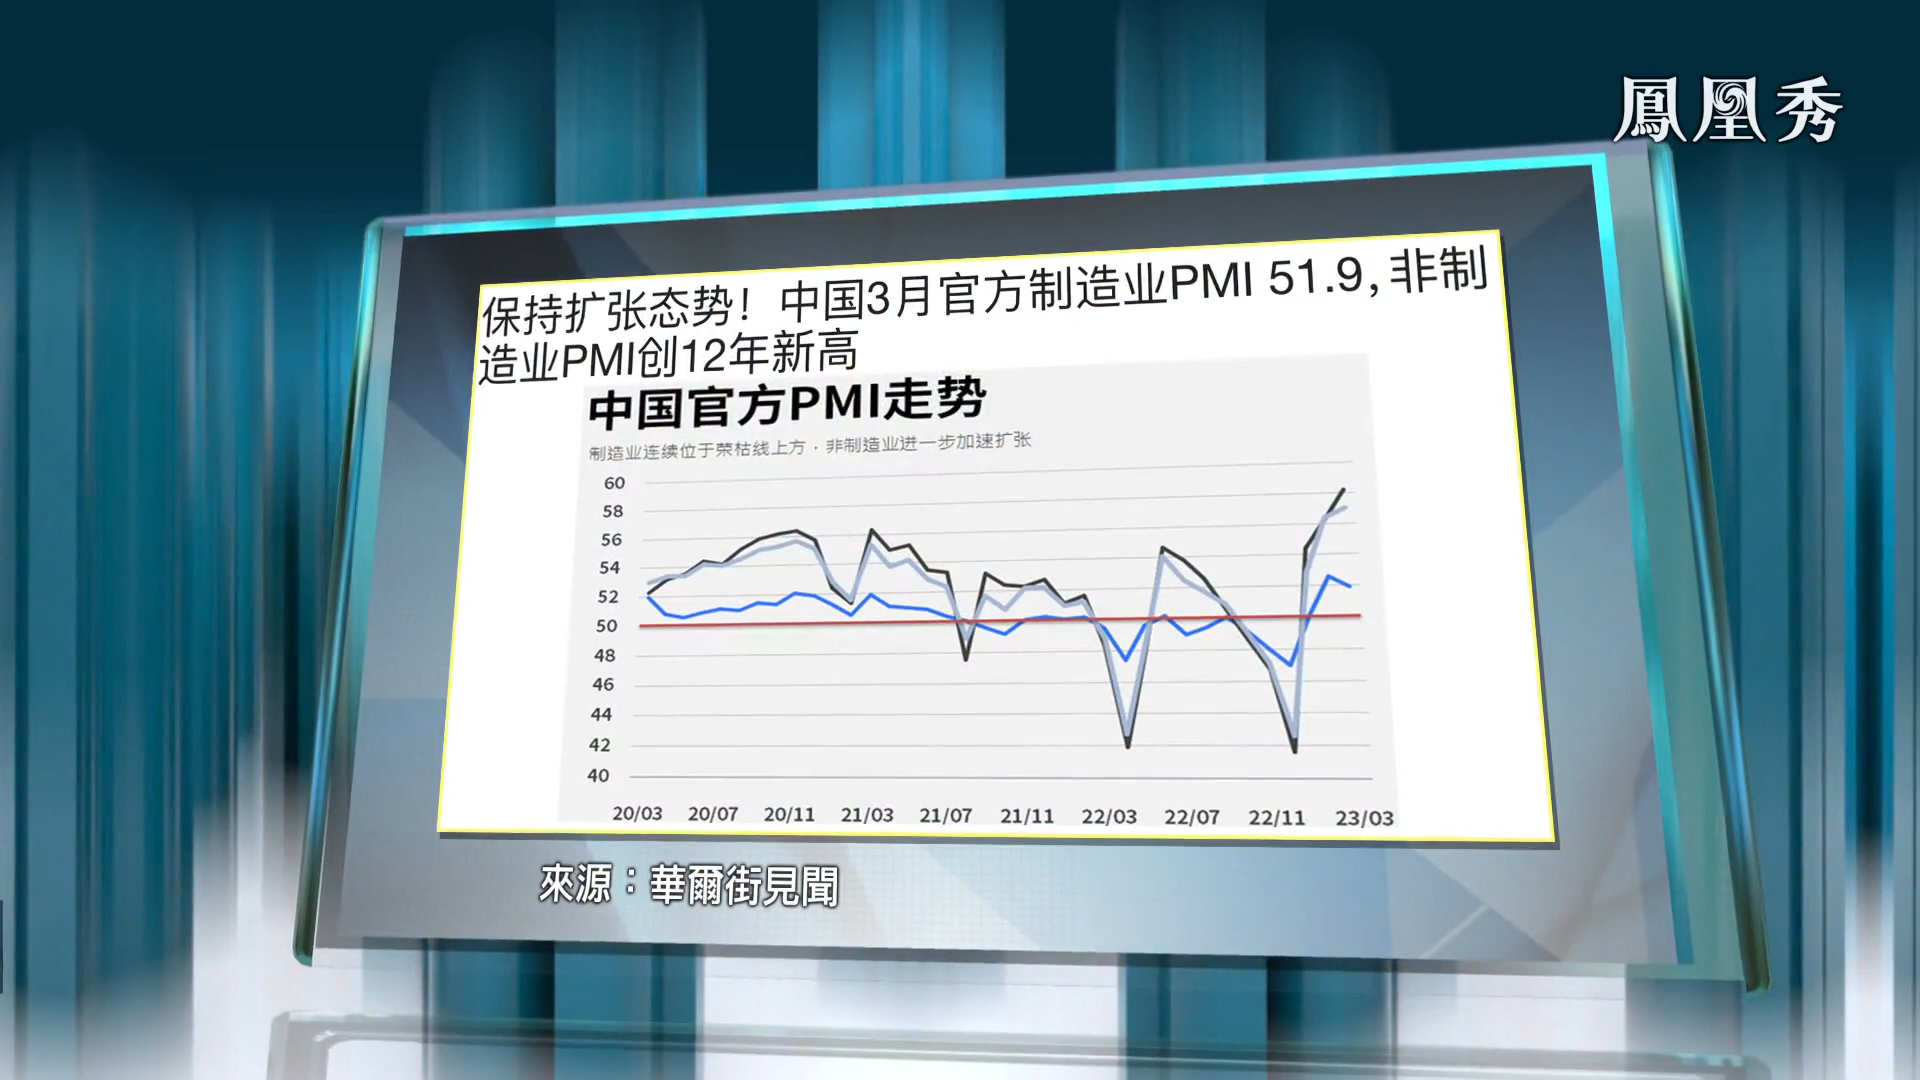 鳳凰秀
保持扩张态势！中国3月官方制造业PMI 51.9，非制
造业PMI创12年新高
中国官方PMI走势
制造业连续位于荣枯线上方，非制造业进一步加速扩张
60
58
56
54
52
50
48
46
44
42
40
20/03 20/07 20/11 21/03 21/07 21/11 22/03 22/07 22/11 23/03
來源：華爾街見聞